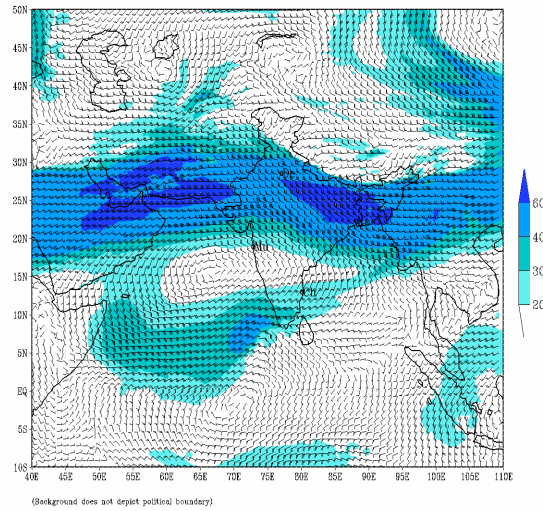 50N
45N
40N
35N
30N
25N
20N
15N
10N
5N
EQ
5S
10S
40E 45E 50E 55E 60E 65E 70E 75E 80E 85E 90E 95E 100E 105E 110E
60
40
30
20
(Background does not depict political boundary)